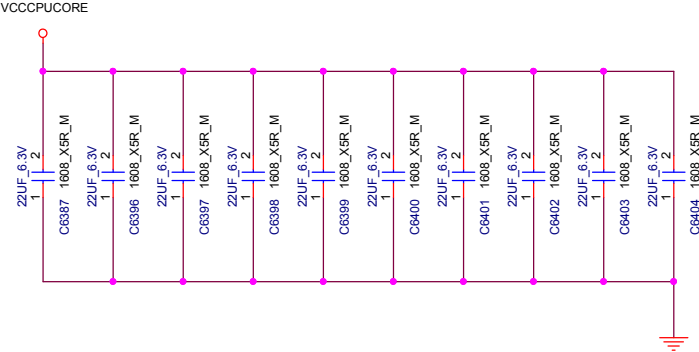 VCCCPUCORE
22UF_6.3V
1 2
1608_X5R_M
C6387
22UF_6.3V
1 2
1608_X5R_M
C6396
22UF_6.3V
1 2
1608_X5R_M
C6397
22UF_6.3V
1 2
1608_X5R_M
C6398
22UF_6.3V
1 2
1608_X5R_M
C6399
22UF_6.3V
1 2
1608_X5R_M
C6400
22UF_6.3V
1 2
1608_X5R_M
C6401
22UF_6.3V
1 2
1608_X5R_M
C6402
22UF_6.3V
1 2
1608_X5R_M
C6403
22UF_6.3V
1 2
1608_X5R_M
C6404